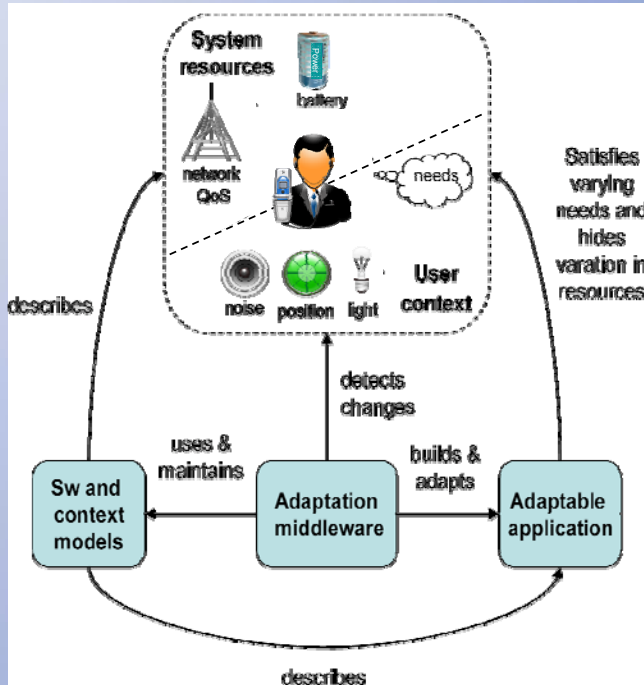 System
resources
Power
battery
network
QoS
needs
noise
position
light
User
context
Satisfies
varying
needs and
hides
varation in
resources
describes
detects
changes
uses &
maintains
builds &
adapts
Sw and
context
models
Adaptation
middleware
Adaptable
application
describes